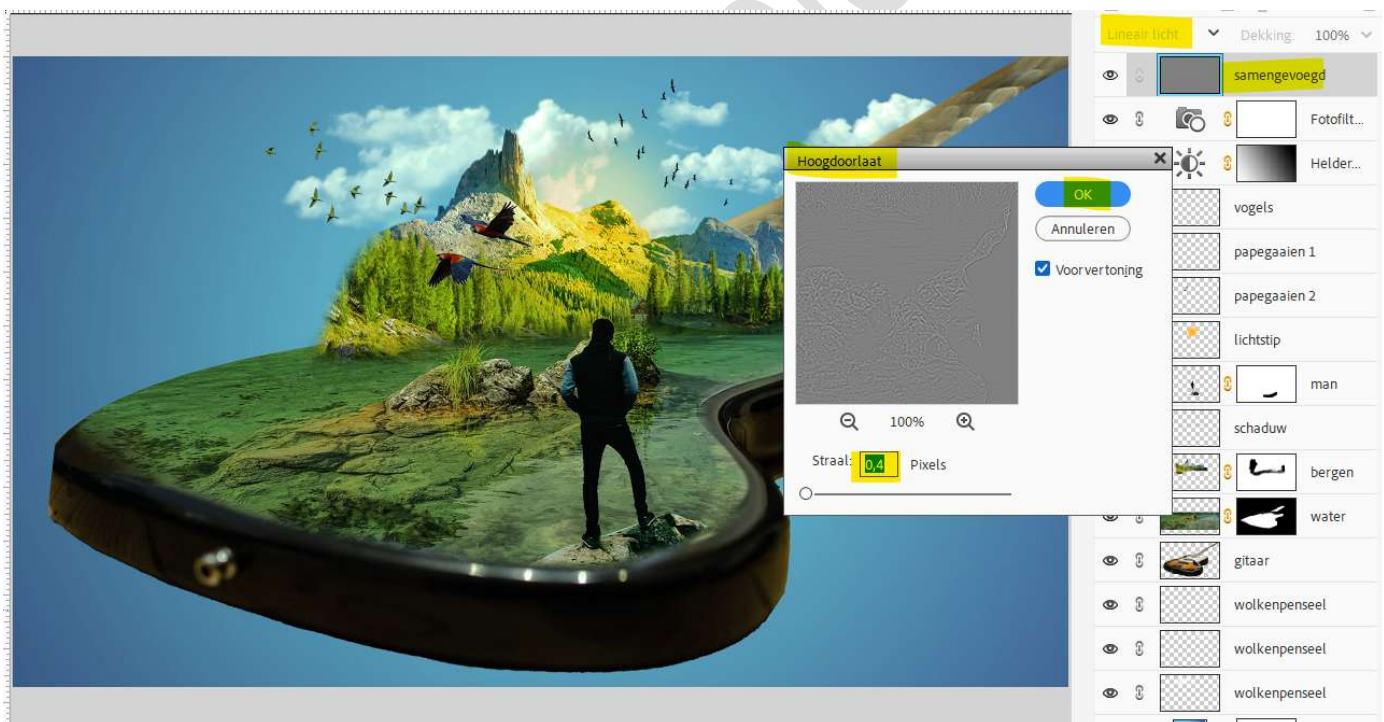 Lineair licht
Dekking: 100%
samengevoegd
Fotofilt...
Hoogdoorlaat
Helder...
OK
vogels
Annuleren
Voorvertoning
papegaaien 1
papegaaien 2
lichtstip
man
100%
schaduw
Straal: 0,4 Pixels
bergen
water
gitaar
wolkenpenseel
wolkenpenseel
wolkenpenseel